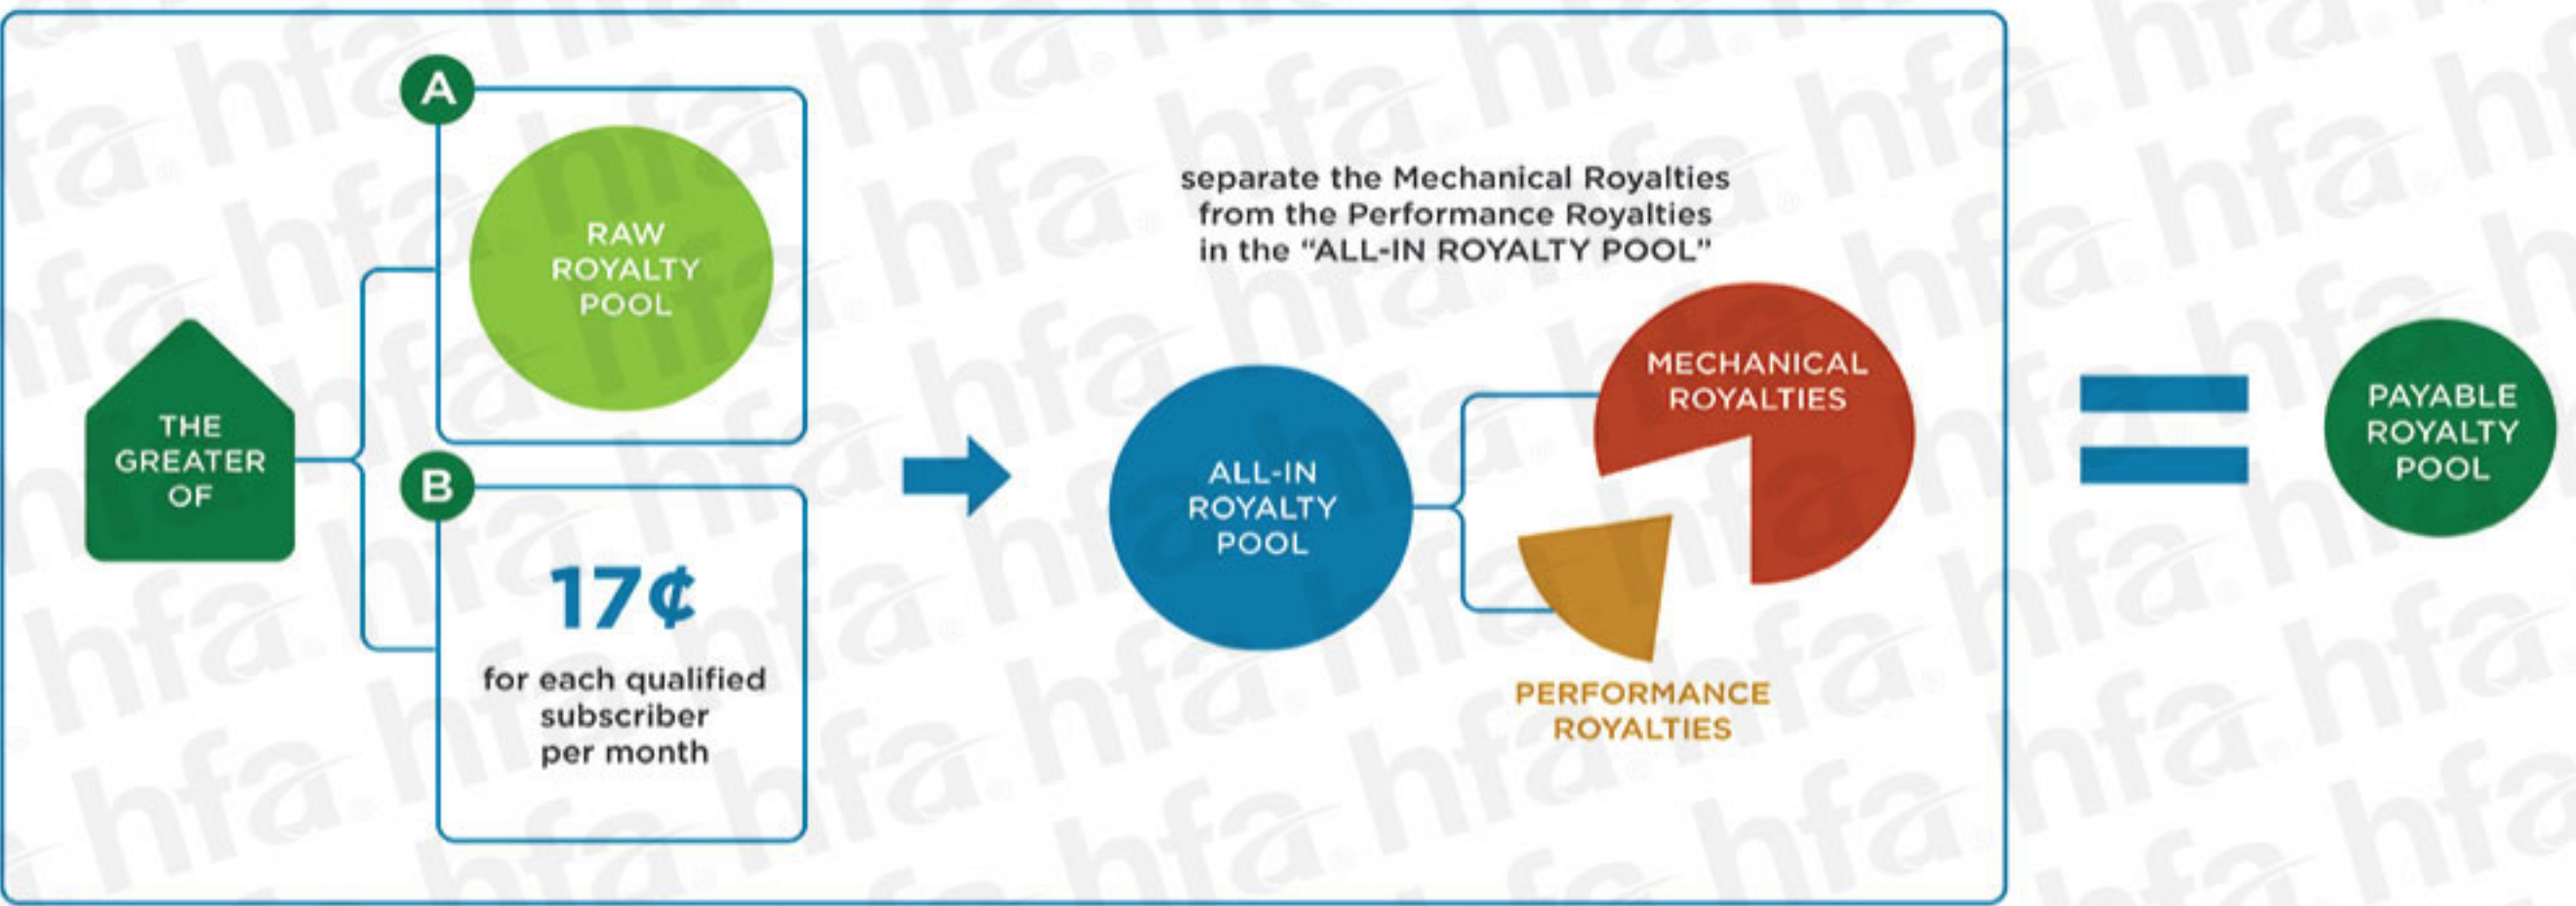 THE
GREATER
OF
A
RAW
ROYALTY
POOL
B
17¢
for each qualified
subscriber
per month
separate the Mechanical Royalties
from the Performance Royalties
in the “ALL-IN ROYALTY POOL”
ALL-IN
ROYALTY
POOL
MECHANICAL
ROYALTIES
PERFORMANCE
ROYALTIES
PAYABLE
ROYALTY
POOL
hfa